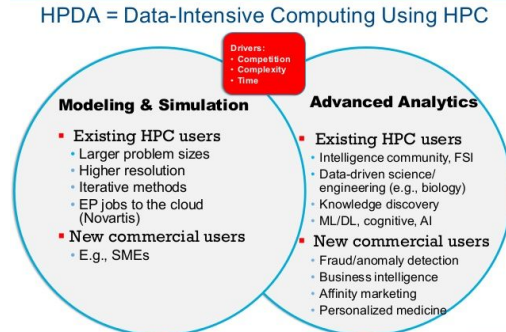 HPDA = Data-Intensive Computing Using HPC
Drivers:
• Competition
• Complexity
• Time
Modeling & Simulation
▪ Existing HPC users
• Larger problem sizes
• Higher resolution
• Iterative methods
• EP jobs to the cloud
(Novartis)
▪ New commercial users
• E.g., SMEs
Advanced Analytics
▪ Existing HPC users
• Intelligence community, FSI
• Data-driven science/
engineering (e.g., biology)
• Knowledge discovery
• ML/DL, cognitive, AI
▪ New commercial users
• Fraud/anomaly detection
• Business intelligence
• Affinity marketing
• Personalized medicine